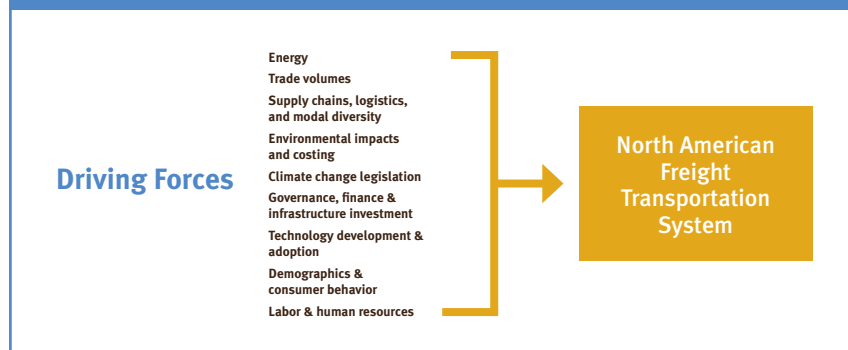 Driving Forces
Energy
Trade volumes
Supply chains, logistics,
and modal diversity
Environmental impacts
and costing
Climate change legislation
Governance, finance &
infrastructure investment
Technology development &
adoption
Demographics &
consumer behavior
Labor & human resources
North American
Freight
Transportation
System